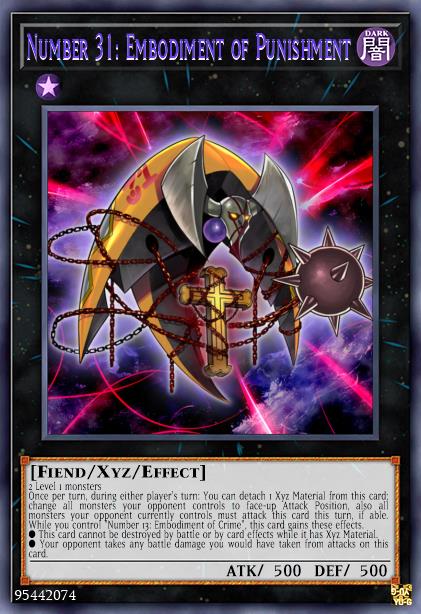 Number 31: Embodiment of Punishment
DARK
闇
31
[Fiend/Xyz/Effect]
2 Level 1 monsters
Once per turn, during either player's turn: You can detach 1 Xyz Material from this card;
change all monsters your opponent controls to face-up Attack Position, also all
monsters your opponent currently controls must attack this card this turn, if able.
While you control "Number 13: Embodiment of Crime", this card gains these effects.
● This card cannot be destroyed by battle or by card effects while it has Xyz Material.
● Your opponent takes any battle damage you would have taken from attacks on this
card.
ATK/ 500 DEF/ 500
95442074